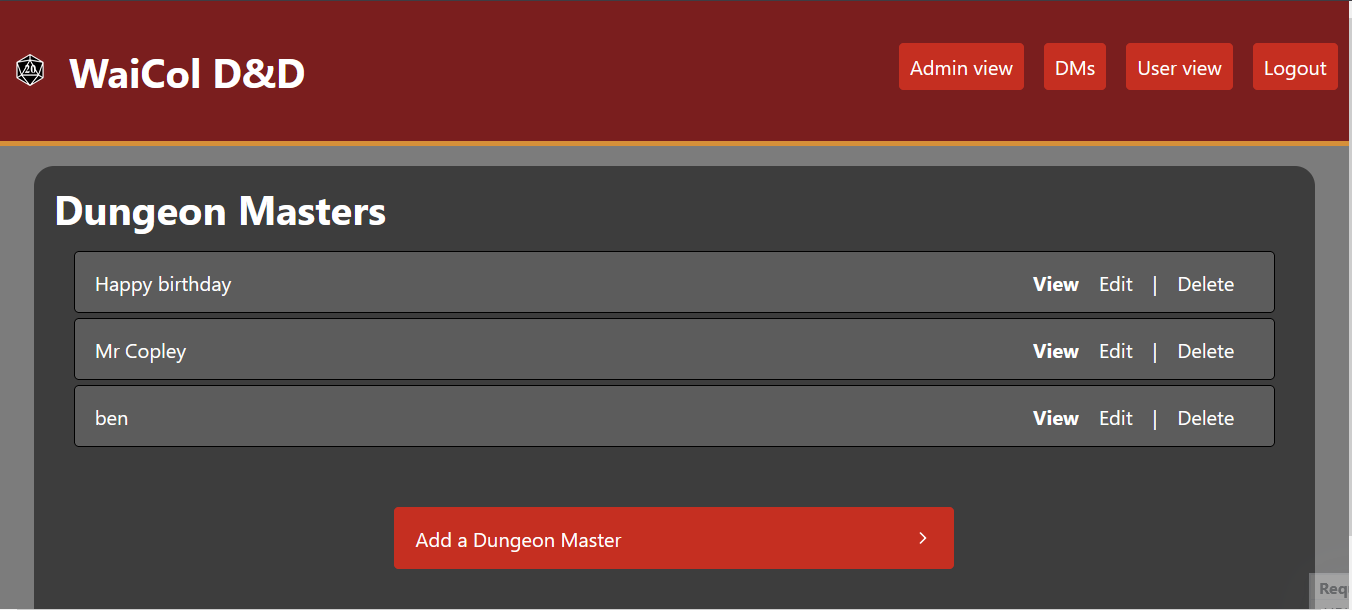 20
WaiCol D&D
Admin view
DMs
User view
Logout
Dungeon Masters
Happy birthday View Edit | Delete
Mr Copley View Edit | Delete
ben View Edit | Delete
Add a Dungeon Master